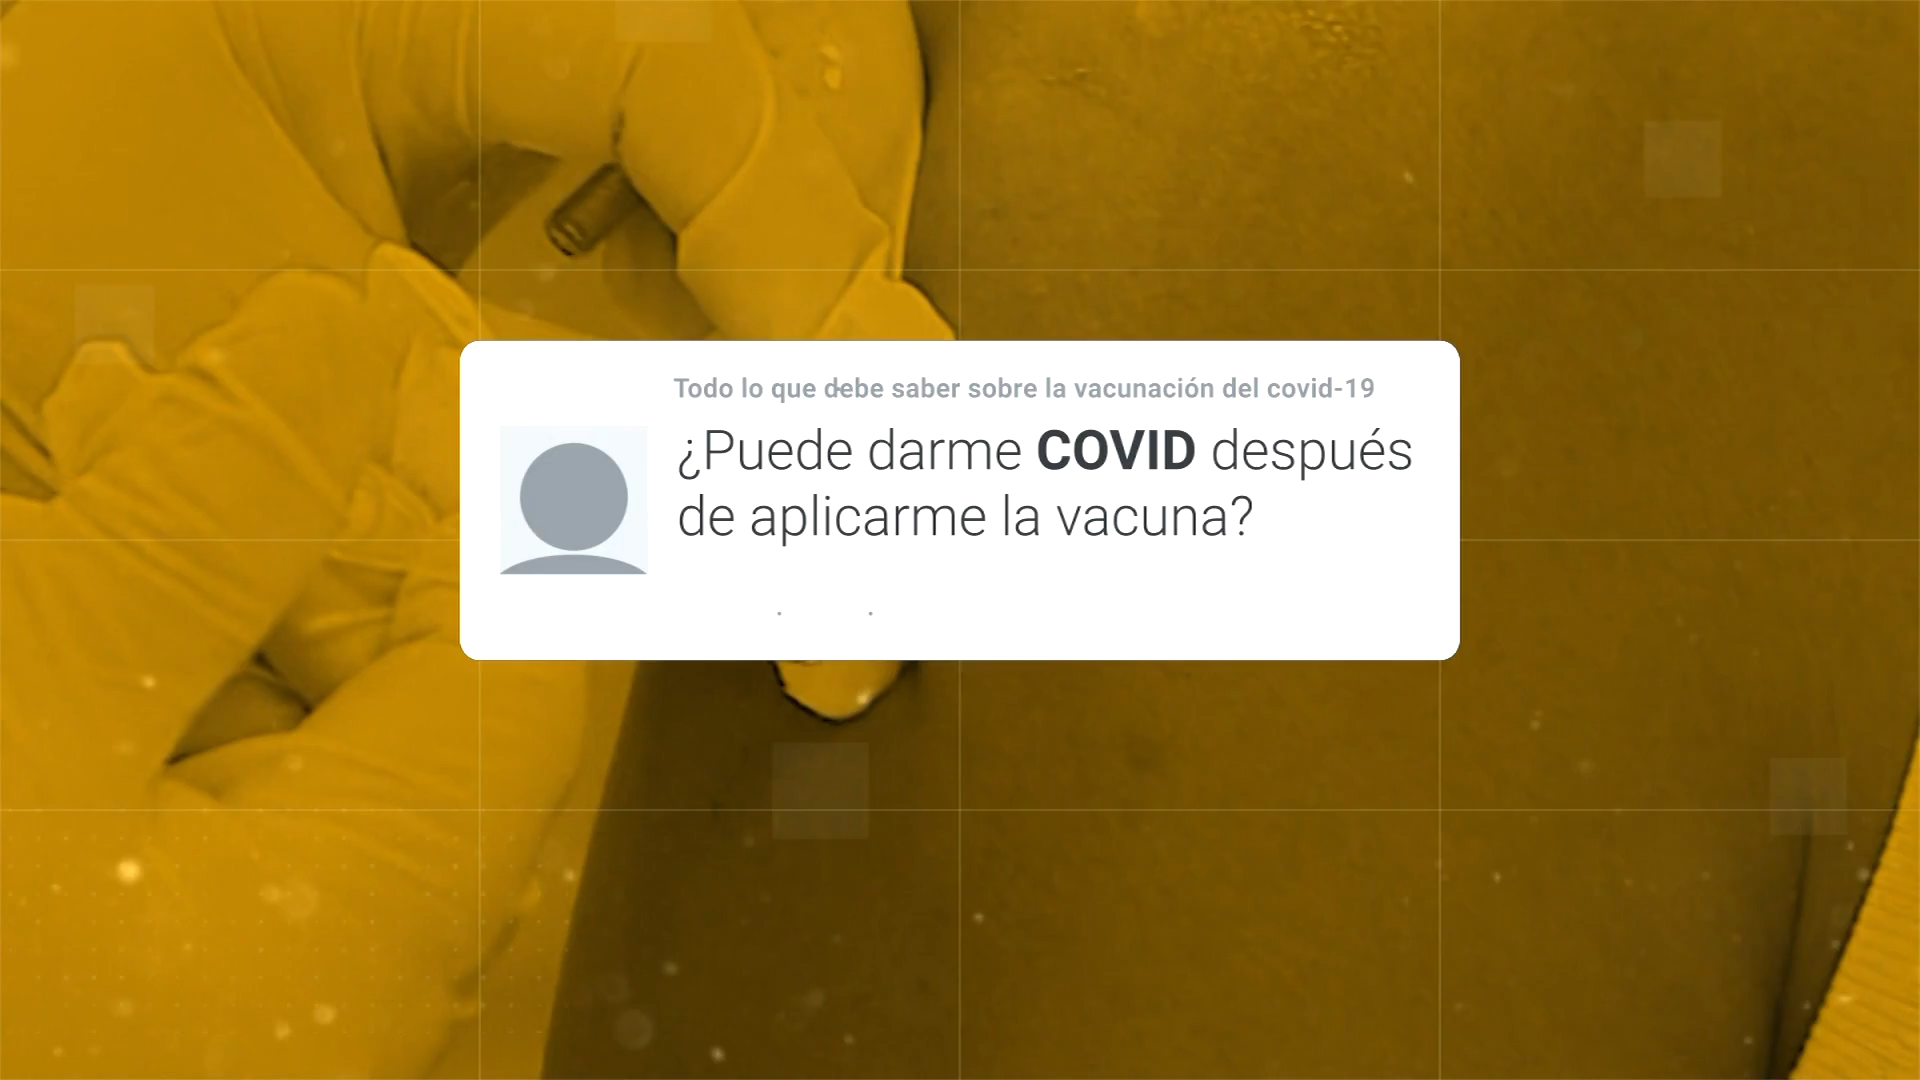 Todo lo que debe saber sobre la vacunación del covid-19
¿Puede darme COVID después
de aplicarme la vacuna?